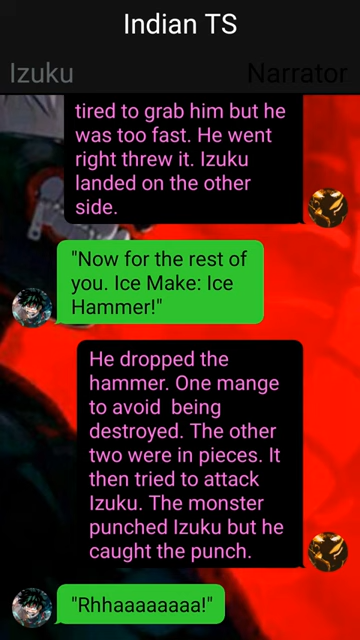 Indian TS
Izuku
Narrator
tired to grab him but he
was too fast. He went
right threw it. Izuku
landed on the other
side.
"Now for the rest of
you. Ice Make: Ice
Hammer!"
He dropped the
hammer. One mange
to avoid  being
destroyed. The other
two were in pieces. It
then tried to attack
Izuku. The monster
punched Izuku but he
caught the punch.
"Rhhaaaaaaaa!"